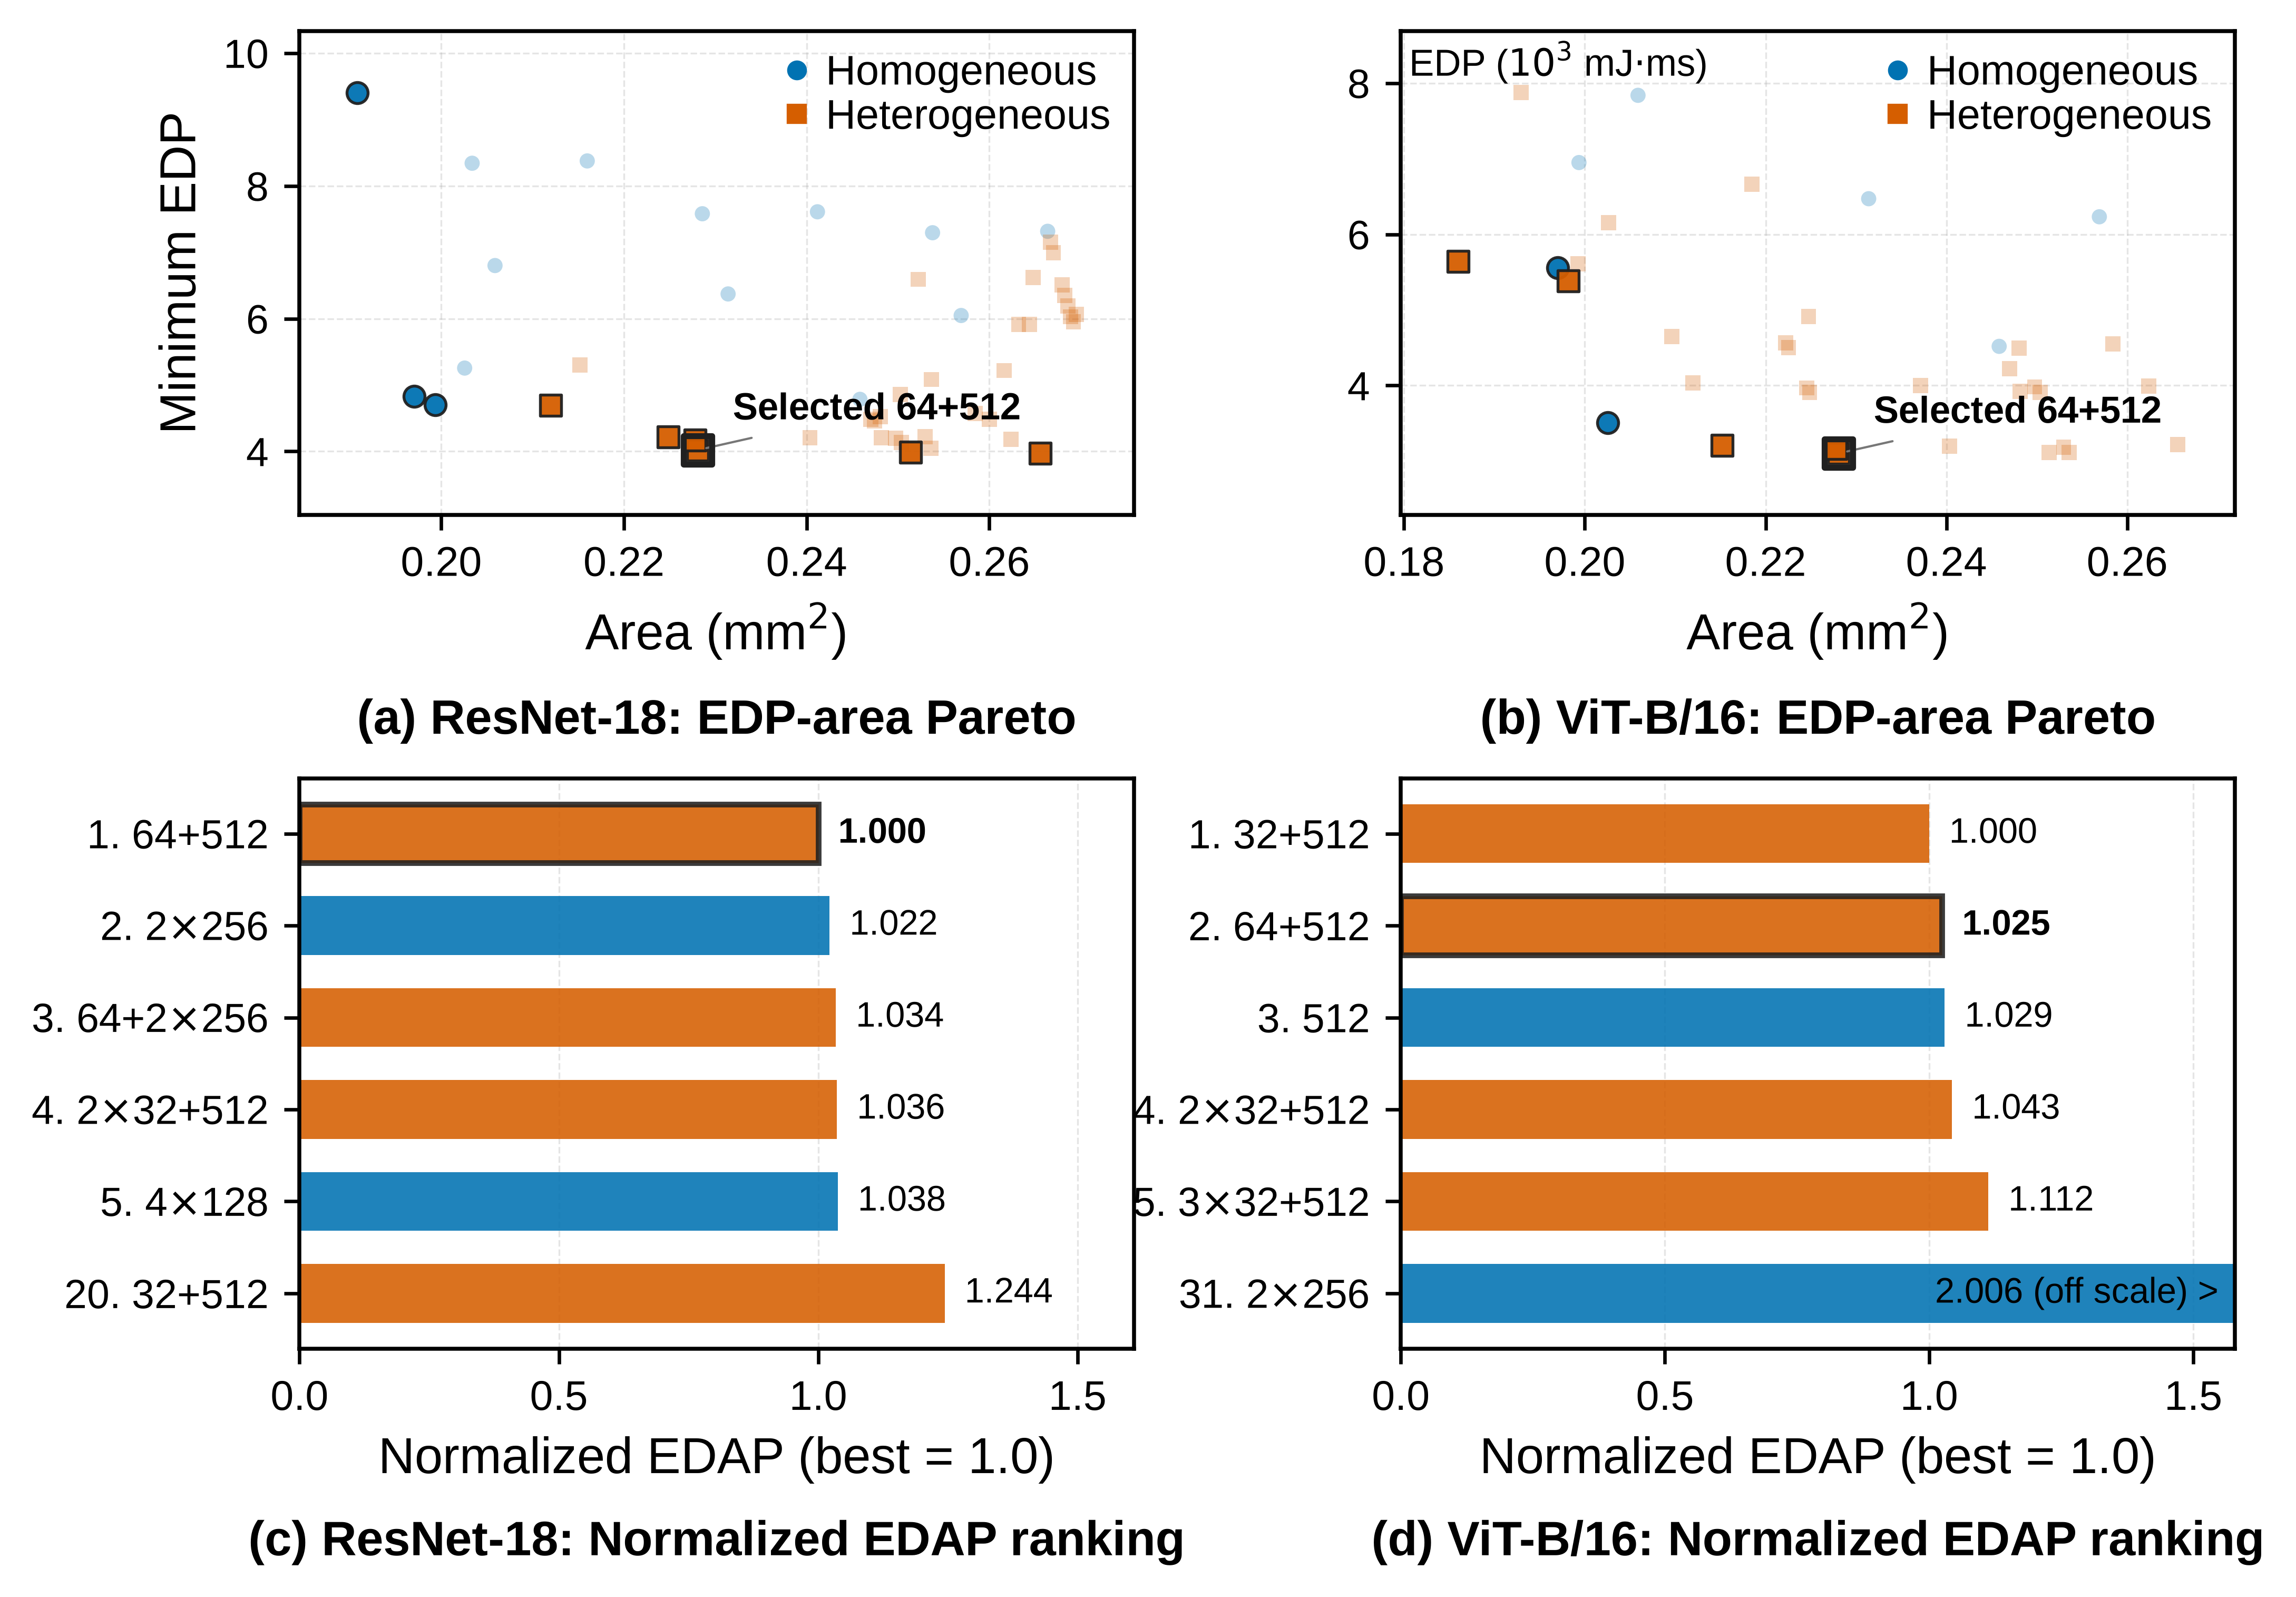 10
8
6
4
Minimum EDP
Homogeneous
Heterogeneous
Selected 64+512
0.20 0.22 0.24 0.26
Area (mm²)
(a) ResNet-18: EDP-area Pareto
EDP (10³ mJ·ms)
8
6
4
Homogeneous
Heterogeneous
Selected 64+512
0.18 0.20 0.22 0.24 0.26
Area (mm²)
(b) ViT-B/16: EDP-area Pareto
1. 64+512 1.000
2. 2×256 1.022
3. 64+2×256 1.034
4. 2×32+512 1.036
5. 4×128 1.038
20. 32+512 1.244
0.0 0.5 1.0 1.5
Normalized EDAP (best = 1.0)
(c) ResNet-18: Normalized EDAP ranking
1. 32+512 1.000
2. 64+512 1.025
3. 512 1.029
4. 2×32+512 1.043
5. 3×32+512 1.112
31. 2×256 2.006 (off scale) >
0.0 0.5 1.0 1.5
Normalized EDAP (best = 1.0)
(d) ViT-B/16: Normalized EDAP ranking